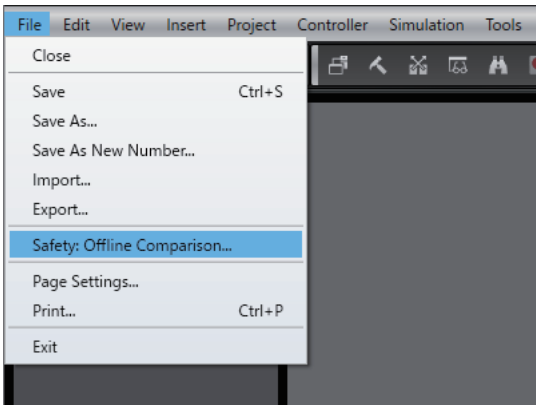 File Edit View Insert Project Controller Simulation Tools
Close
Save Ctrl+S
Save As...
Save As New Number...
Import...
Export...
Safety: Offline Comparison...
Page Settings...
Print... Ctrl+P
Exit